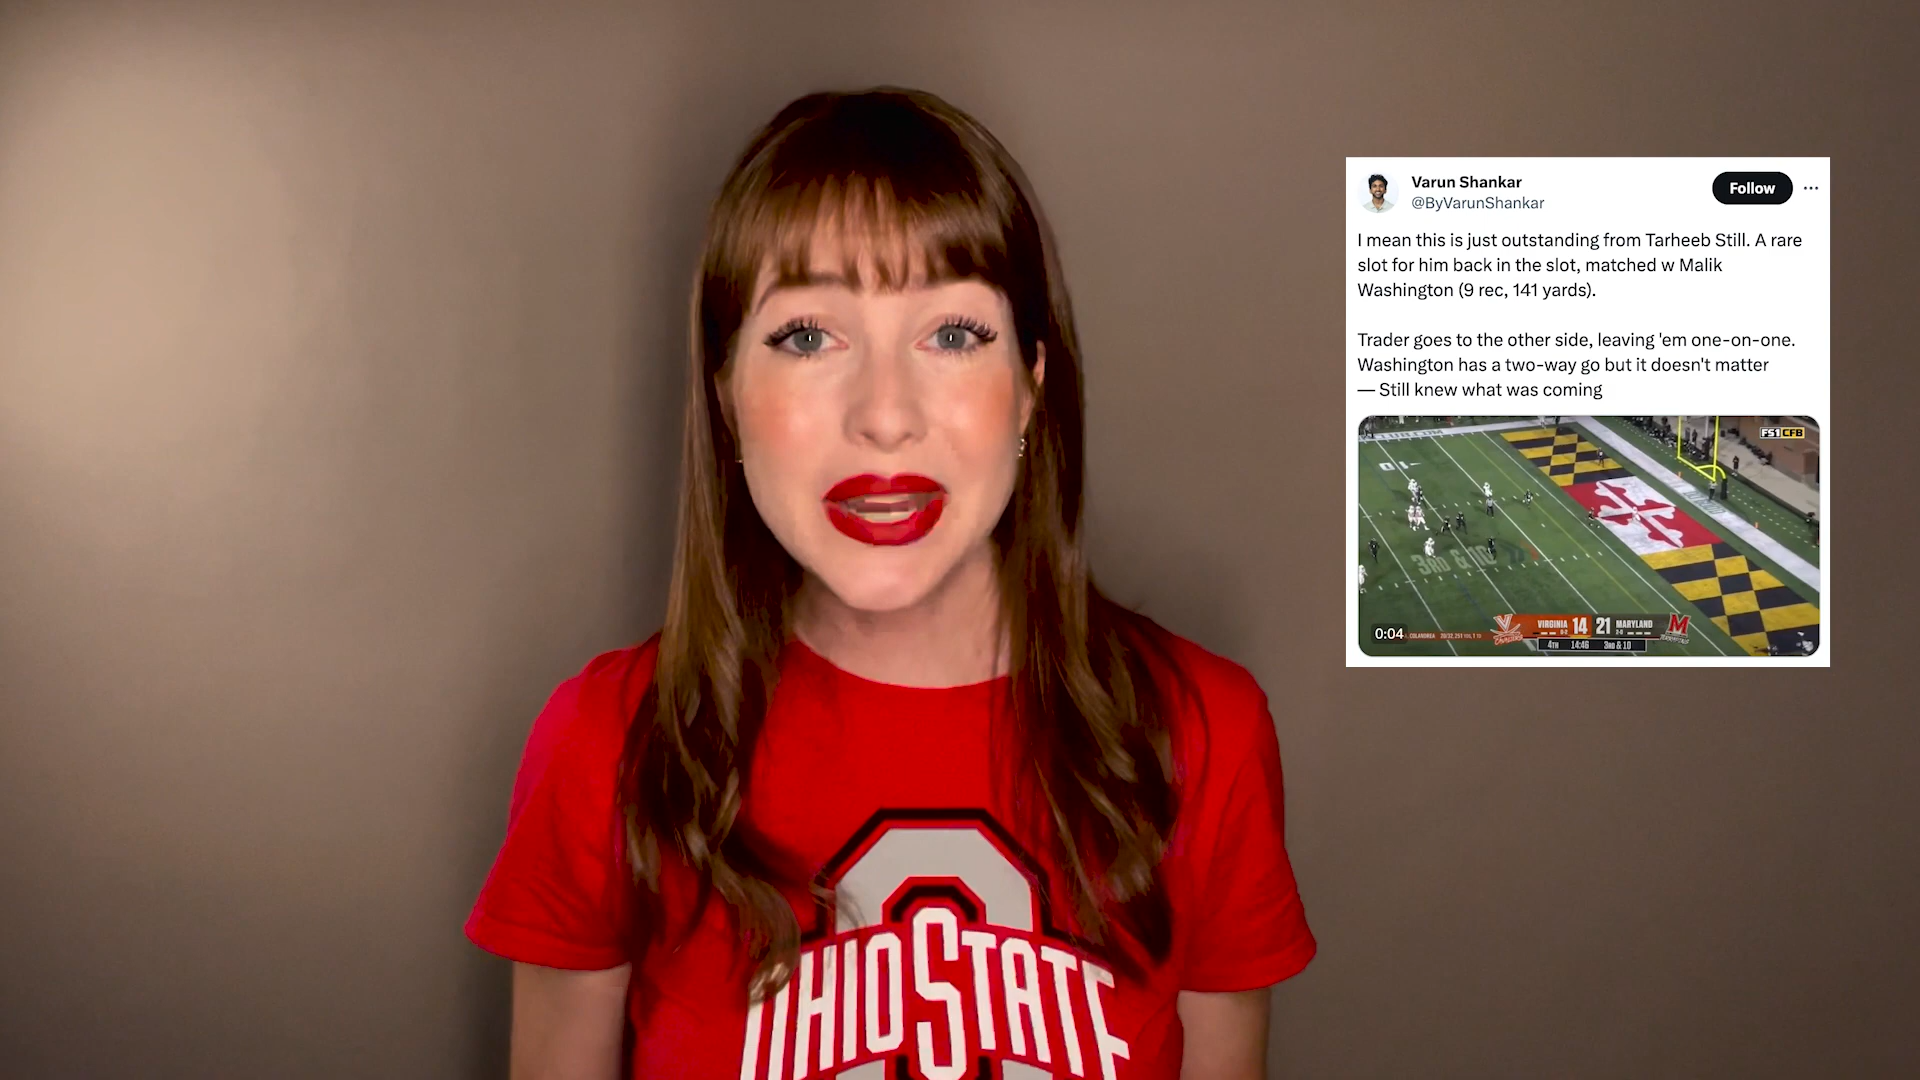 Varun Shankar
Follow
@ByVarunShankar
I mean this is just outstanding from Tarheeb Still. A rare
slot for him back in the slot, matched w Malik
Washington (9 rec, 141 yards).
Trader goes to the other side, leaving 'em one-on-one.
Washington has a two-way go but it doesn't matter
— Still knew what was coming
FS1 CFB
3RD & 10
0:04
VIRGINIA 14 21 MARYLAND
4TH 14:46 3RD & 10
OHIO STATE